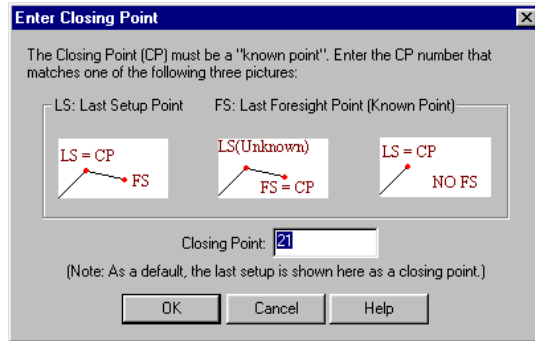 Enter Closing Point
The Closing Point (CP) must be a "known point". Enter the CP number that
matches one of the following three pictures:
LS: Last Setup Point FS: Last Foresight Point (Known Point)
LS = CP
FS
LS(Unknown)
FS = CP
LS = CP
NO FS
Closing Point: 21
(Note: As a default, the last setup is shown here as a closing point.)
OK Cancel Help